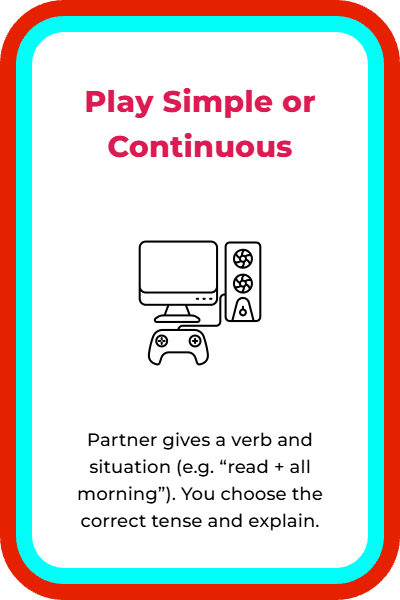 Play Simple or
Continuous
Partner gives a verb and
situation (e.g. “read + all
morning”). You choose the
correct tense and explain.